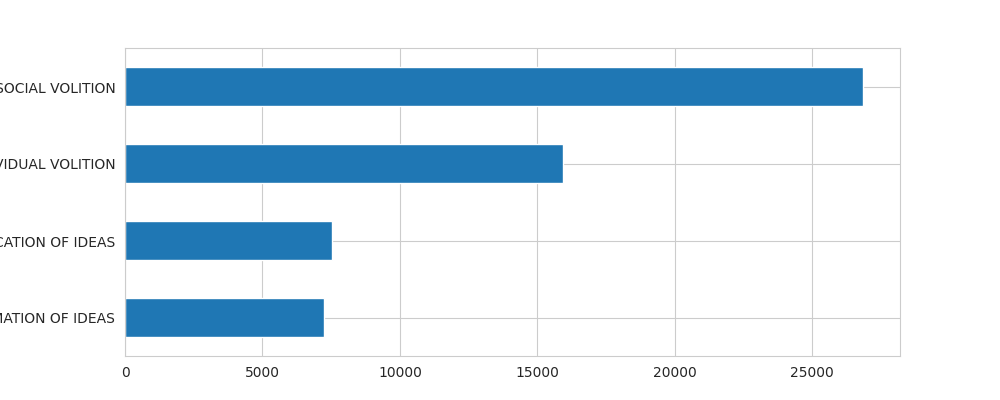 SOCIAL VOLITION
VIDUAL VOLITION
CATION OF IDEAS
MATION OF IDEAS
0 5000 10000 15000 20000 25000